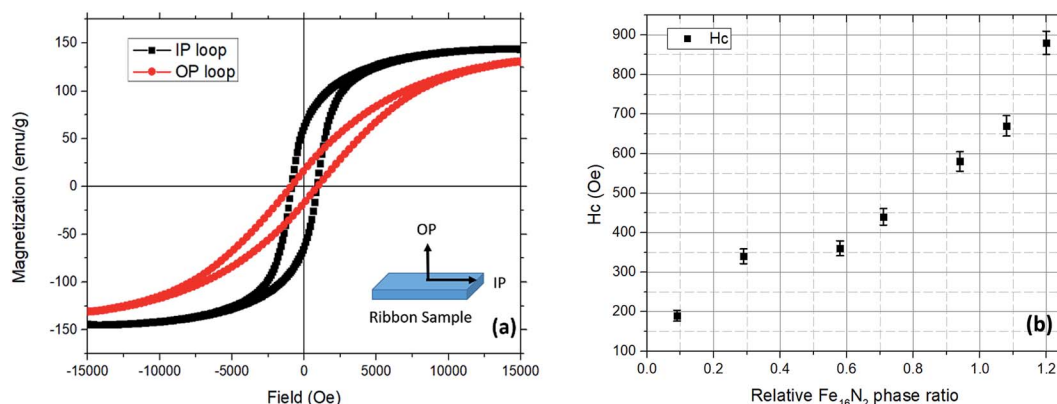 150
100
50
0
-50
-100
-150
-15000 -10000 -5000 0 5000 10000 15000
Magnetization (emu/g)
Field (Oe)
IP loop
OP loop
OP
IP
Ribbon Sample
(a)
900
800
700
600
500
400
300
200
100
0.0 0.2 0.4 0.6 0.8 1.0 1.2
Hc (Oe)
Relative Fe₁₆N₂ phase ratio
Hc
(b)